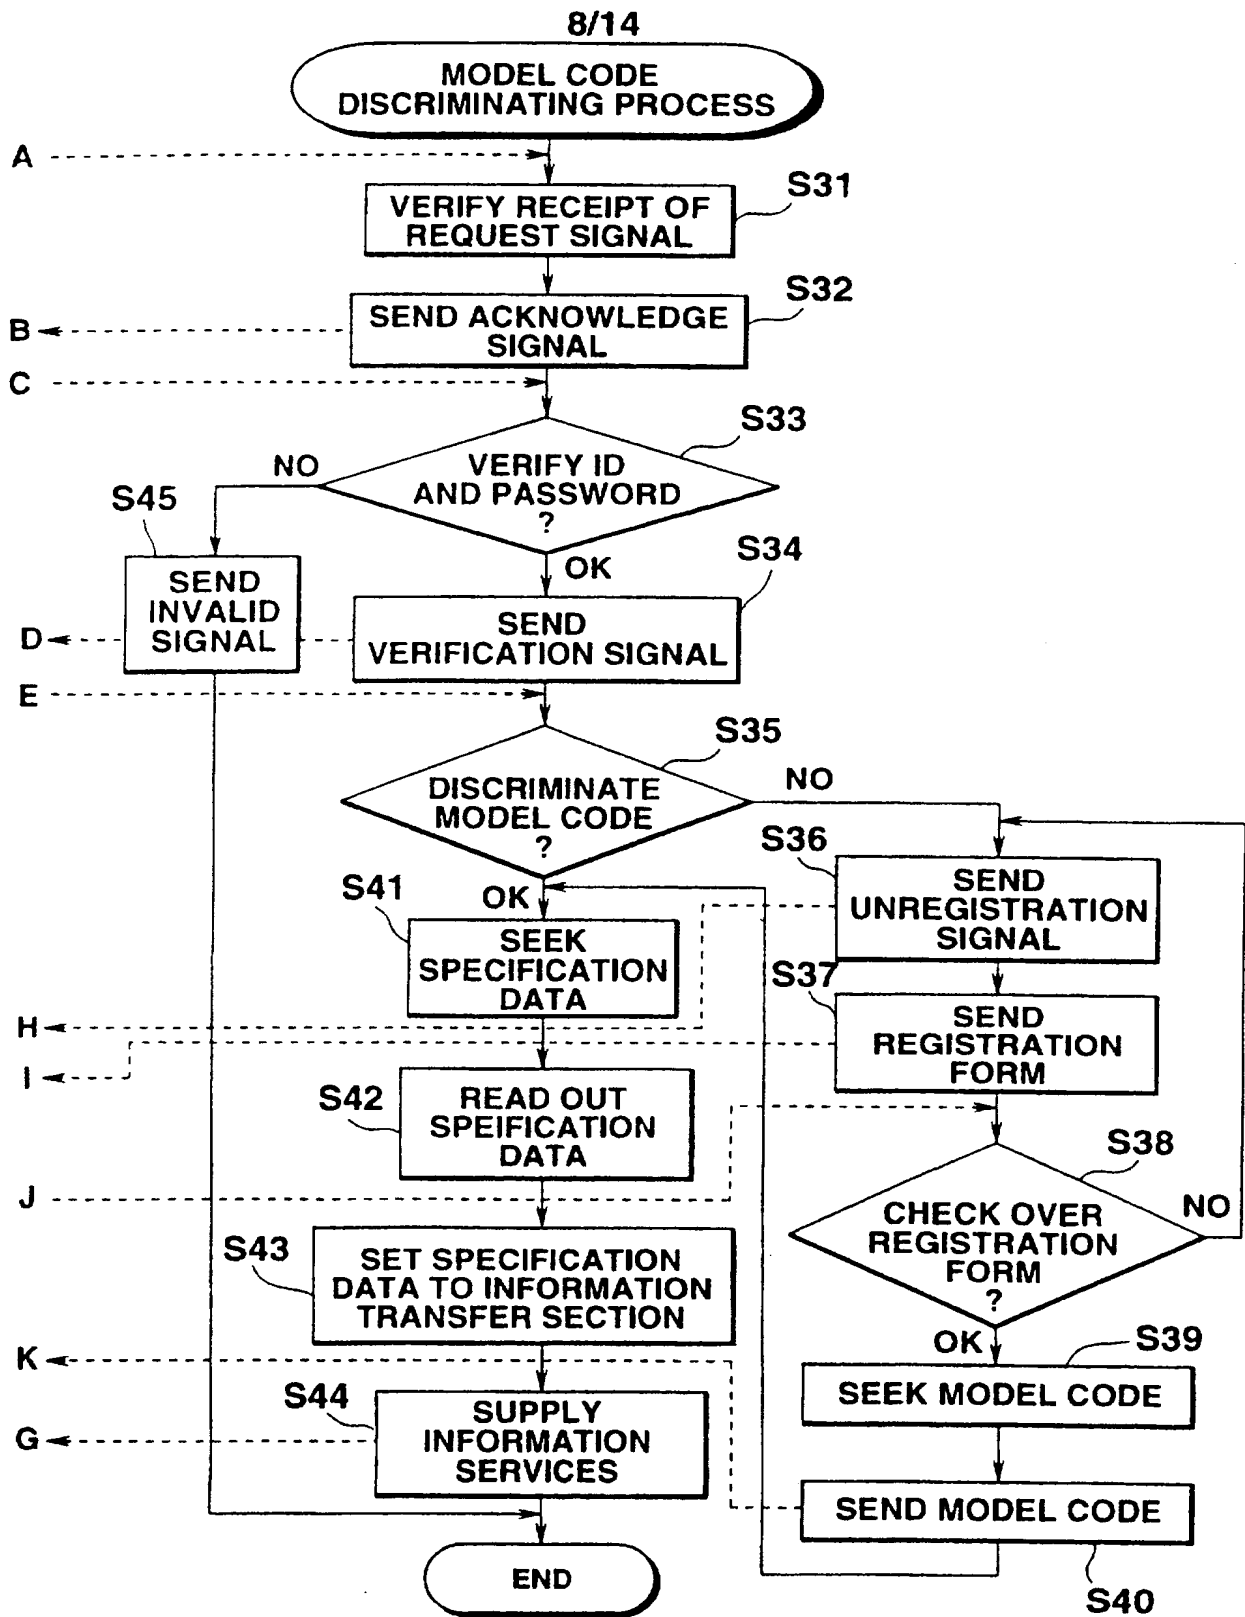 8/14
MODEL CODE
DISCRIMINATING PROCESS
A
S31
VERIFY RECEIPT OF
REQUEST SIGNAL
S32
SEND ACKNOWLEDGE
SIGNAL
B
C
S33
VERIFY ID
AND PASSWORD
?
NO
S45
SEND
INVALID
SIGNAL
OK
S34
SEND
VERIFICATION SIGNAL
D
E
S35
DISCRIMINATE
MODEL CODE
?
NO
S36
SEND
UNREGISTRATION
SIGNAL
OK
S41
SEEK
SPECIFICATION
DATA
S37
SEND
REGISTRATION
FORM
H
I
S42
READ OUT
SPEIFICATION
DATA
J
S38
CHECK OVER
REGISTRATION
FORM
?
NO
S43
SET SPECIFICATION
DATA TO INFORMATION
TRANSFER SECTION
OK
S39
SEEK MODEL CODE
K
S44
SUPPLY
INFORMATION
SERVICES
G
SEND MODEL CODE
S40
END